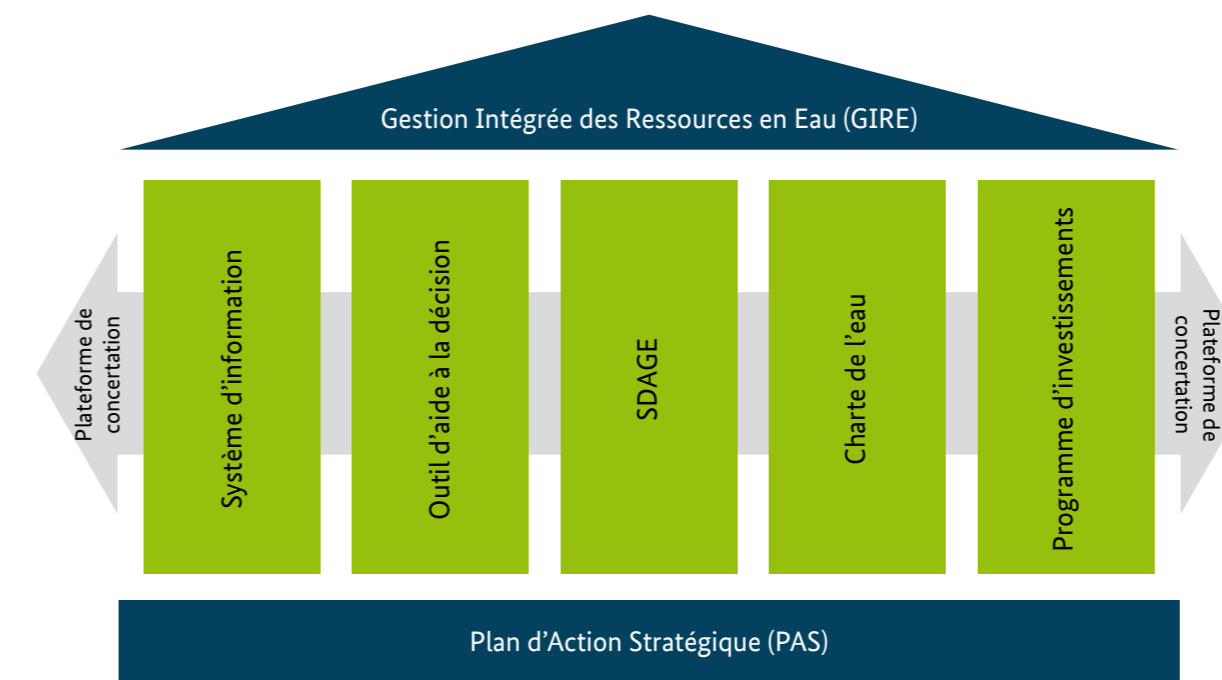 Gestion Intégrée des Ressources en Eau (GIRE)
Plateforme de
concertation
Système d’information
Outil d’aide à la décision
SDAGE
Charte de l’eau
Programme d’investissements
Plateforme de
concertation
Plan d’Action Stratégique (PAS)